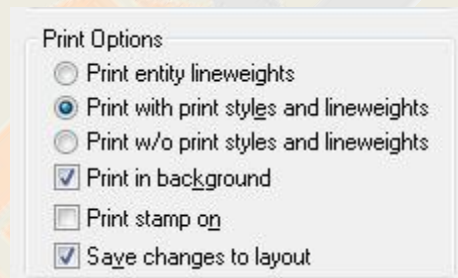 Print Options
Print entity lineweights
Print with print styles and lineweights
Print w/o print styles and lineweights
Print in background
Print stamp on
Save changes to layout